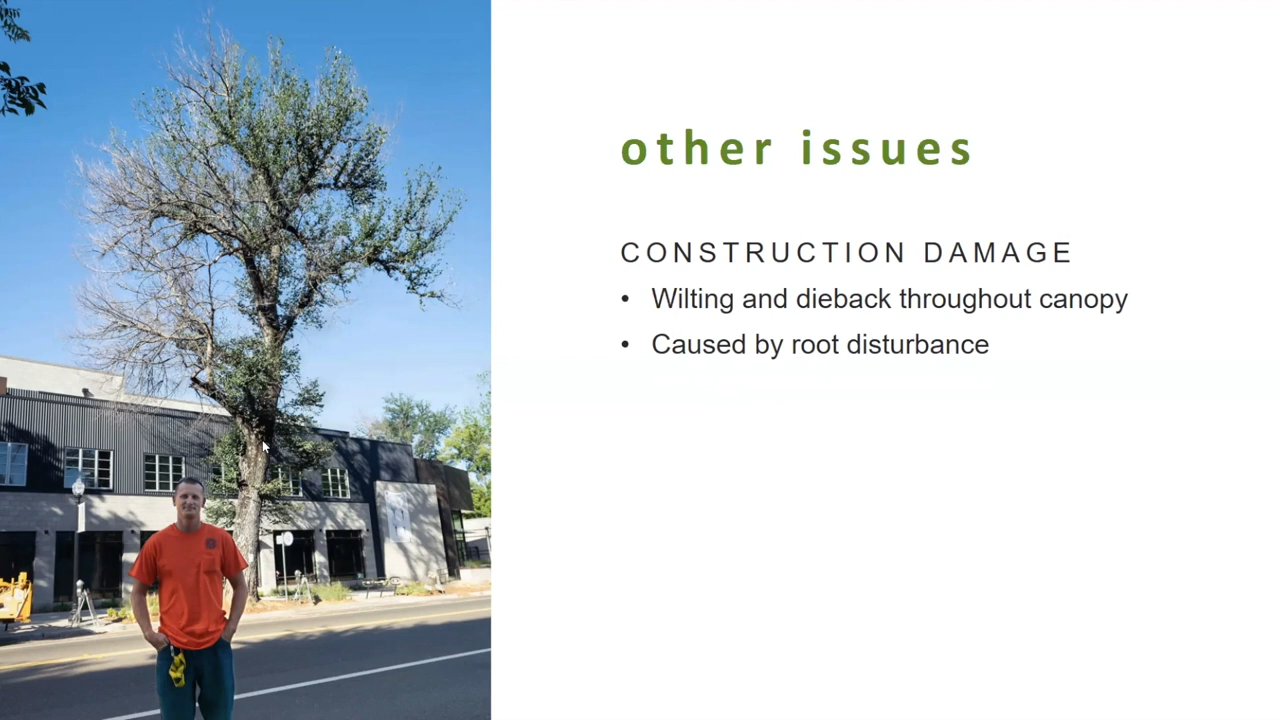 other issues
CONSTRUCTION DAMAGE
• Wilting and dieback throughout canopy
• Caused by root disturbance